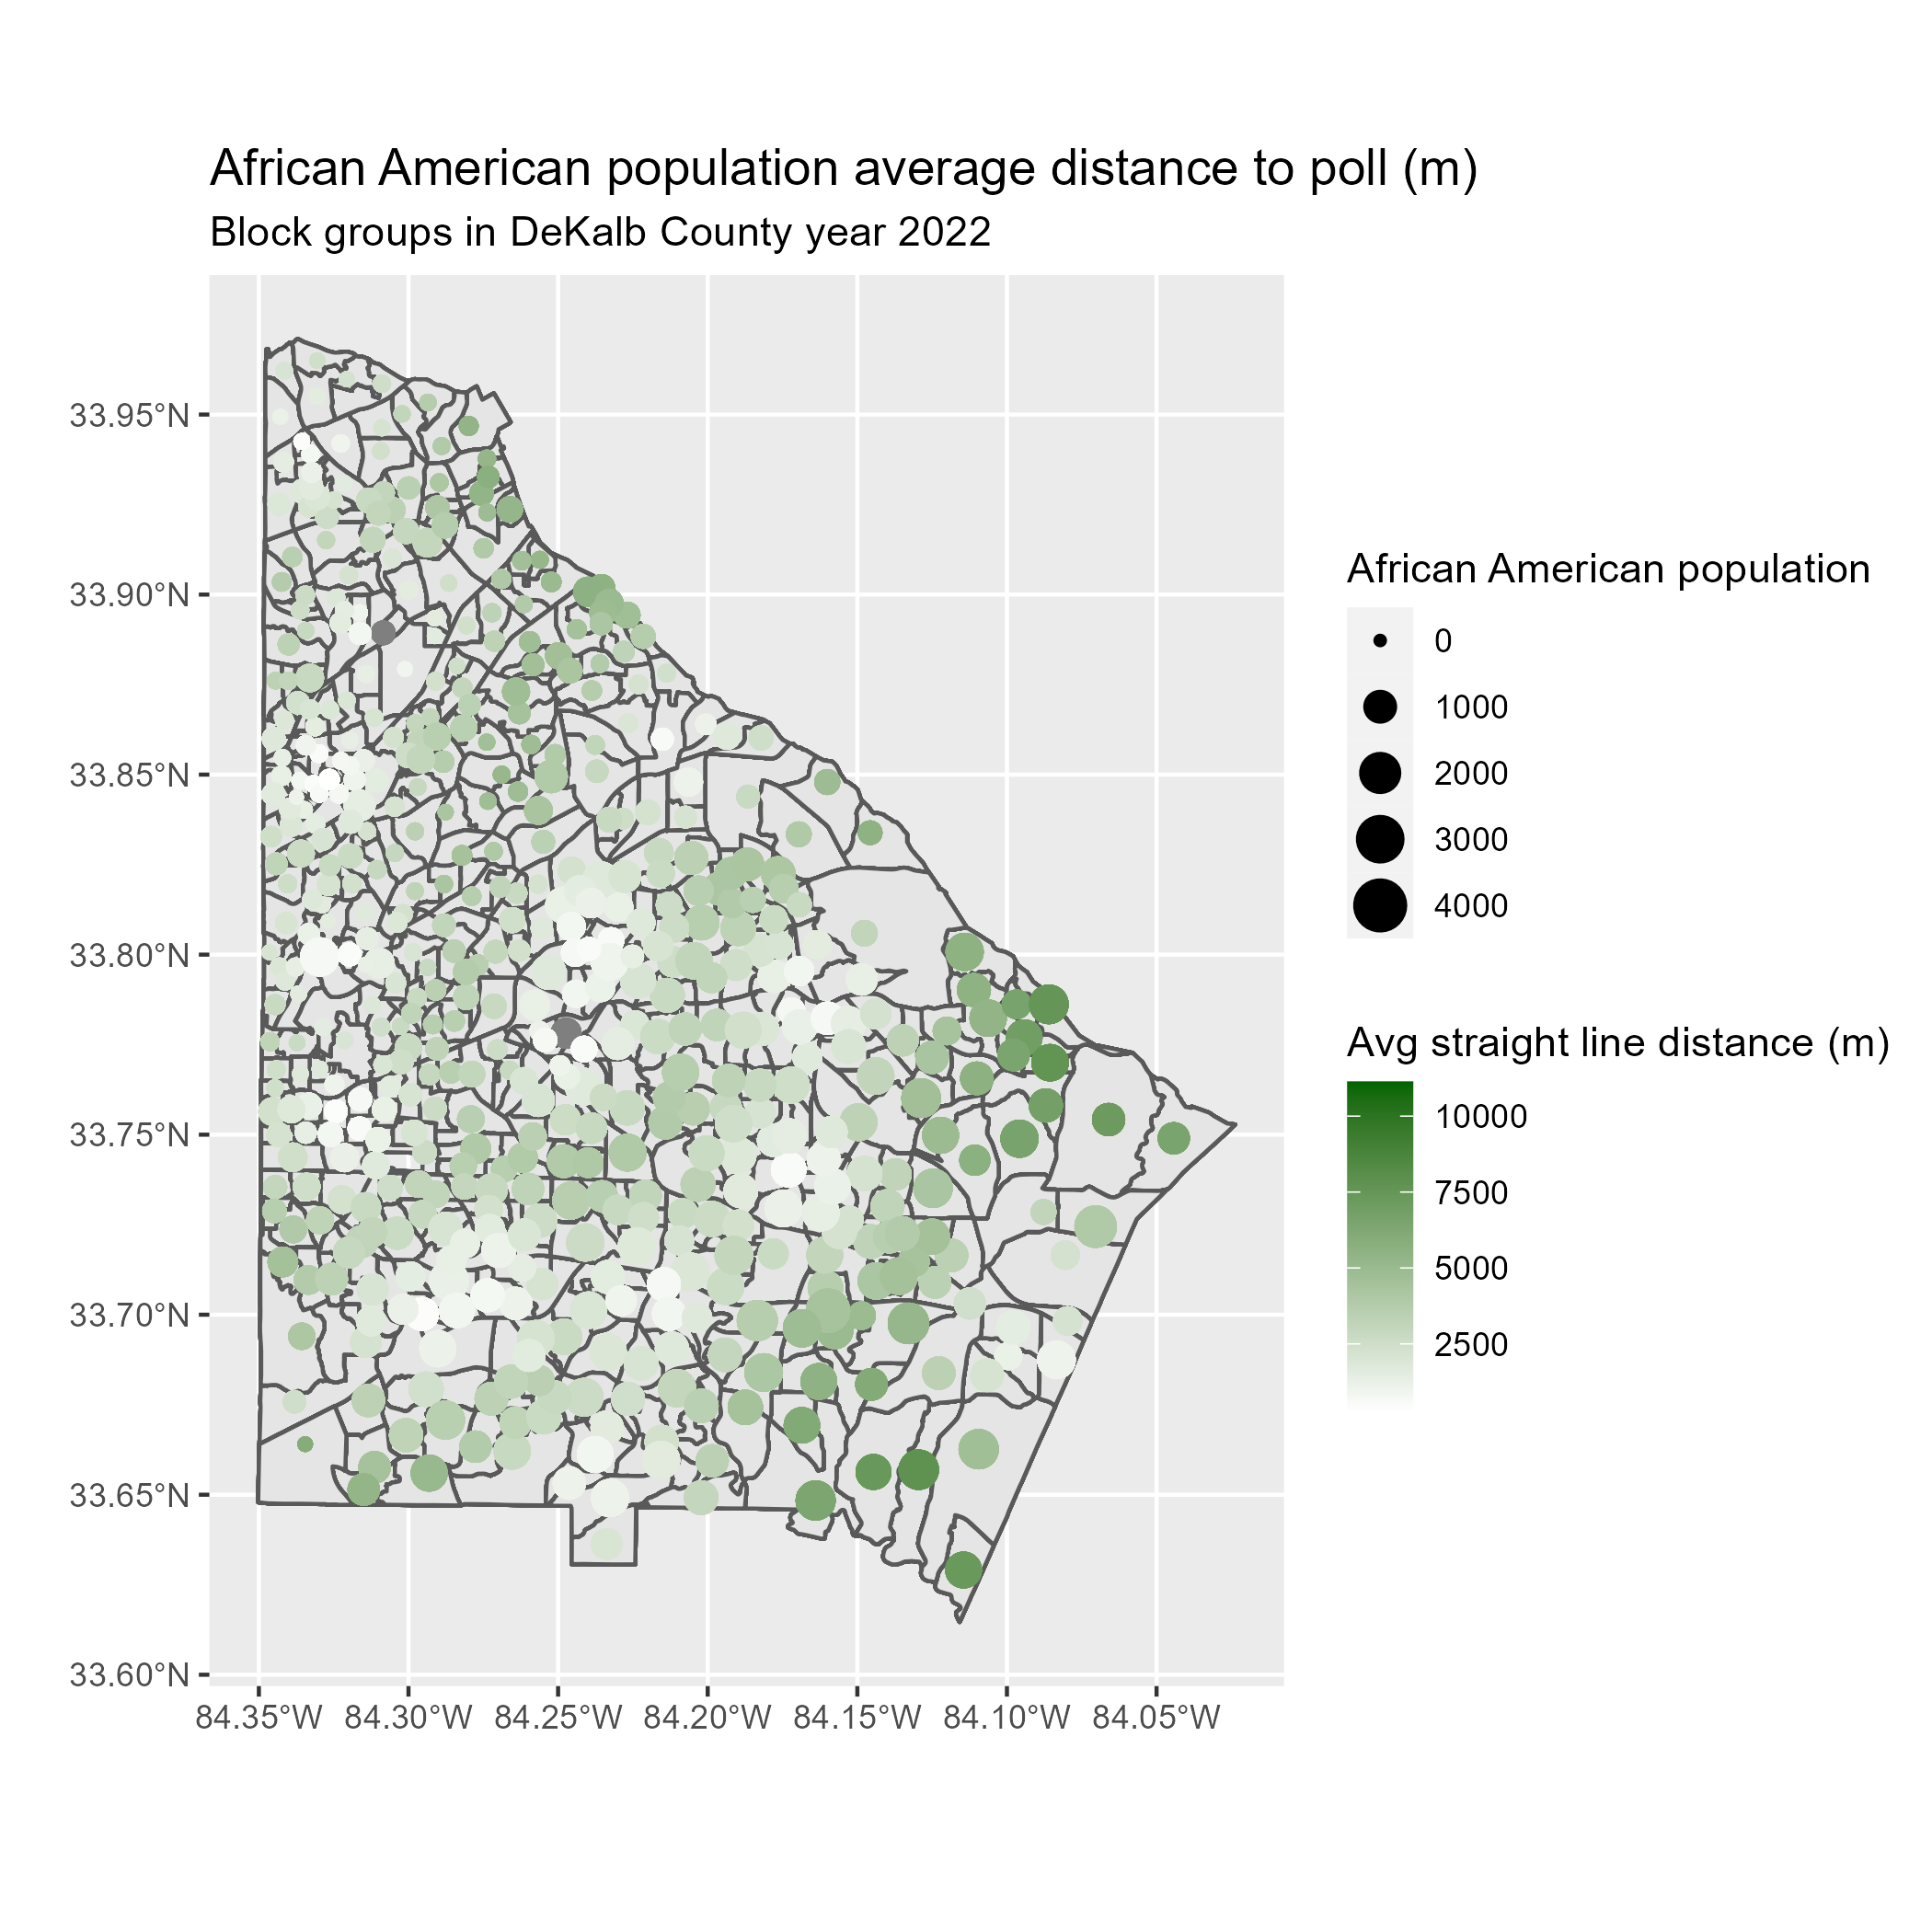 African American population average distance to poll (m)
Block groups in DeKalb County year 2022
33.95°N
33.90°N
33.85°N
33.80°N
33.75°N
33.70°N
33.65°N
33.60°N
84.35°W 84.30°W 84.25°W 84.20°W 84.15°W 84.10°W 84.05°W
African American population
0
1000
2000
3000
4000
Avg straight line distance (m)
10000
7500
5000
2500